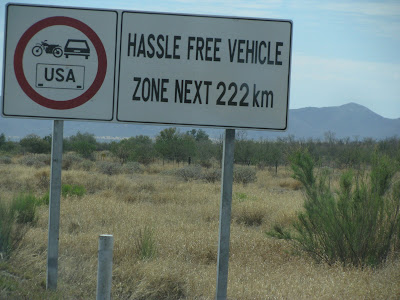 USA
HASSLE FREE VEHICLE
ZONE NEXT 222 km